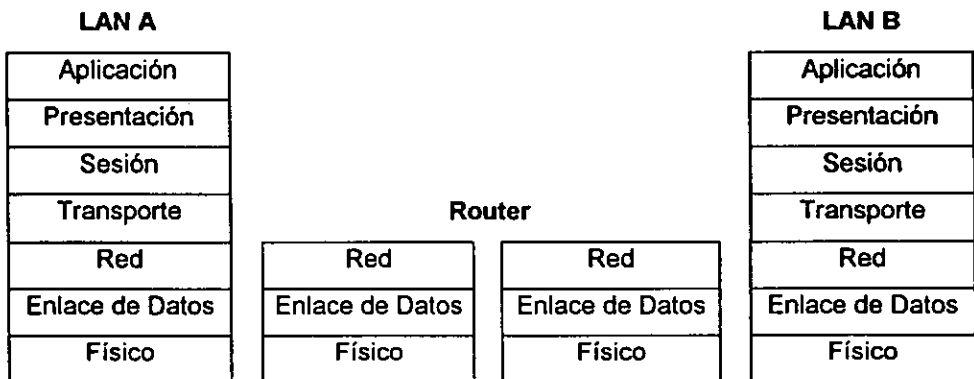 LAN A
LAN B
Aplicación
Aplicación
Presentación
Presentación
Sesión
Sesión
Transporte
Router
Transporte
Red
Red
Red
Red
Enlace de Datos
Enlace de Datos
Enlace de Datos
Enlace de Datos
Físico
Físico
Físico
Físico